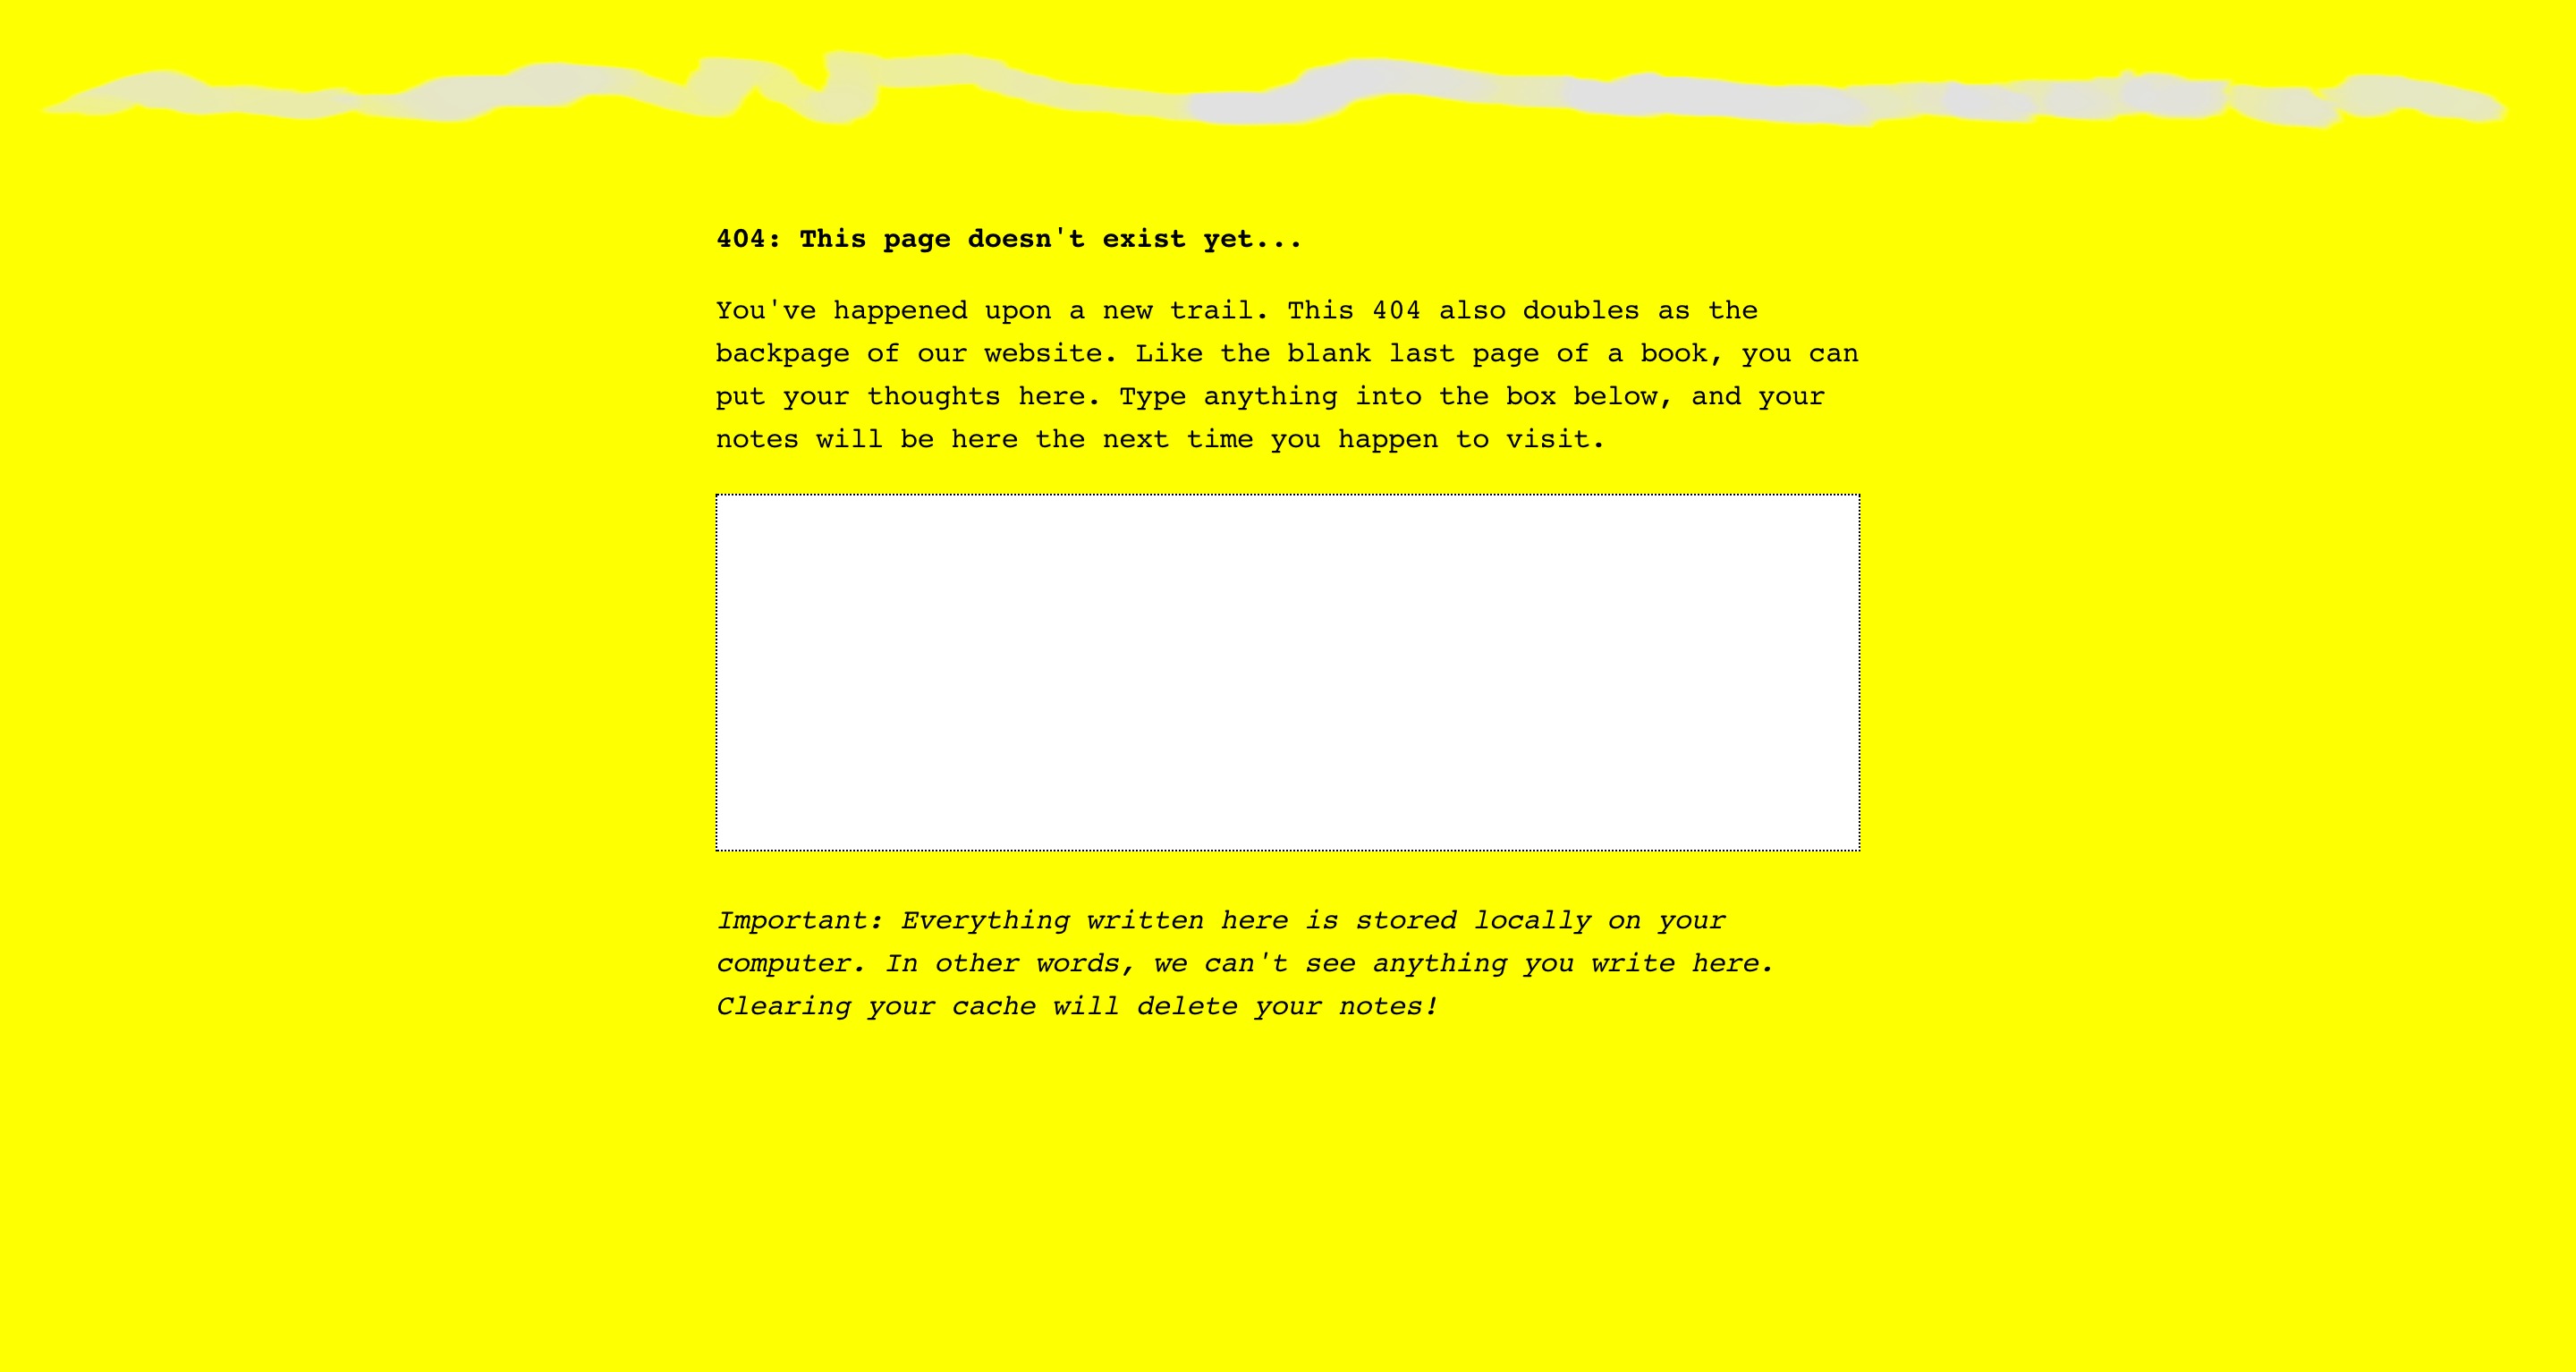 404: This page doesn't exist yet...
You've happened upon a new trail. This 404 also doubles as the
backpage of our website. Like the blank last page of a book, you can
put your thoughts here. Type anything into the box below, and your
notes will be here the next time you happen to visit.
Important: Everything written here is stored locally on your
computer. In other words, we can't see anything you write here.
Clearing your cache will delete your notes!